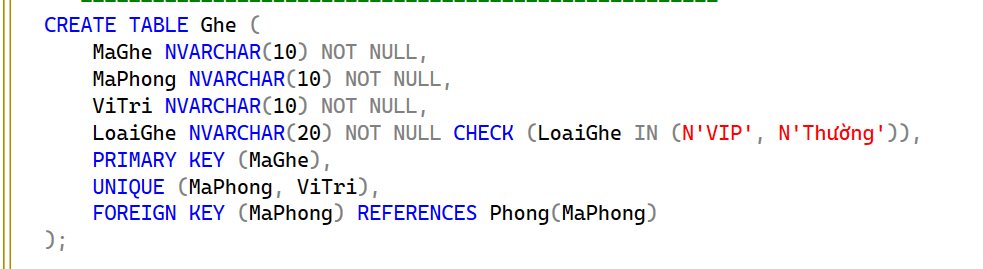 CREATE TABLE Ghe (
    MaGhe NVARCHAR(10) NOT NULL,
    MaPhong NVARCHAR(10) NOT NULL,
    ViTri NVARCHAR(10) NOT NULL,
    LoaiGhe NVARCHAR(20) NOT NULL CHECK (LoaiGhe IN (N'VIP', N'Thường')),
    PRIMARY KEY (MaGhe),
    UNIQUE (MaPhong, ViTri),
    FOREIGN KEY (MaPhong) REFERENCES Phong(MaPhong)
);